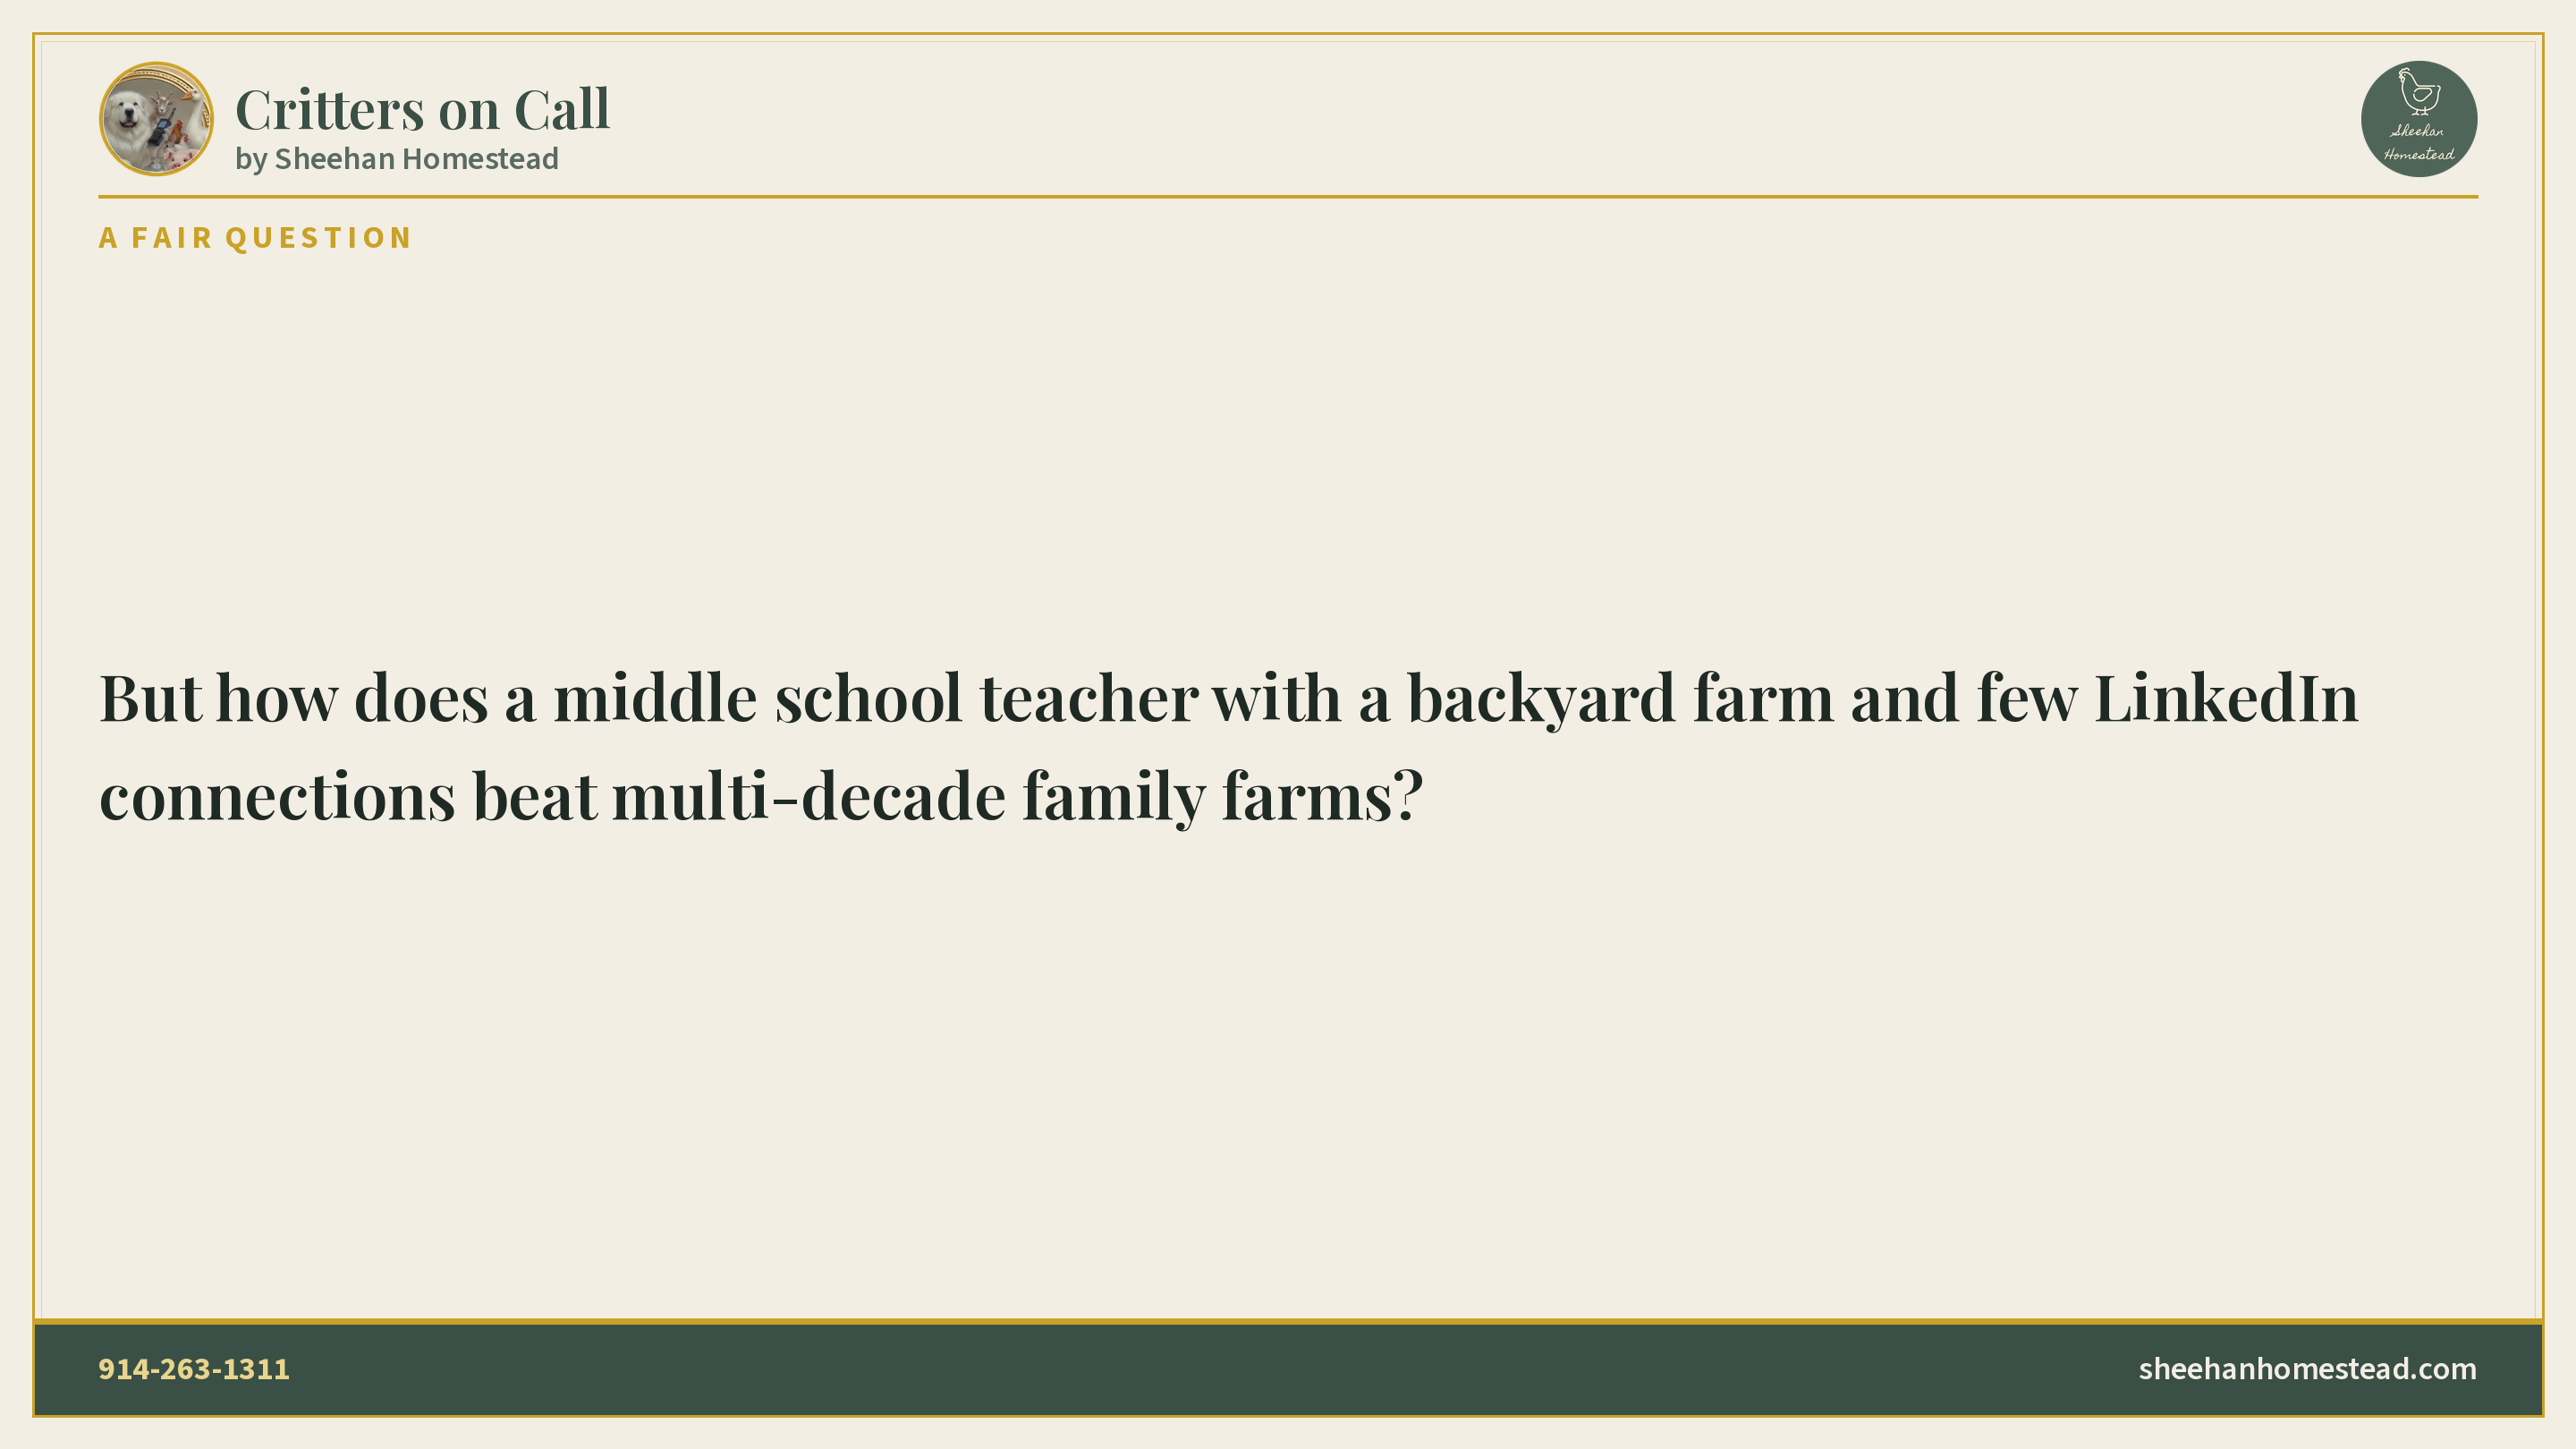 Critters on Call
by Sheehan Homestead
Sheehan
Homestead
A FAIR QUESTION
But how does a middle school teacher with a backyard farm and few LinkedIn
connections beat multi-decade family farms?
914-263-1311
sheehanhomestead.com